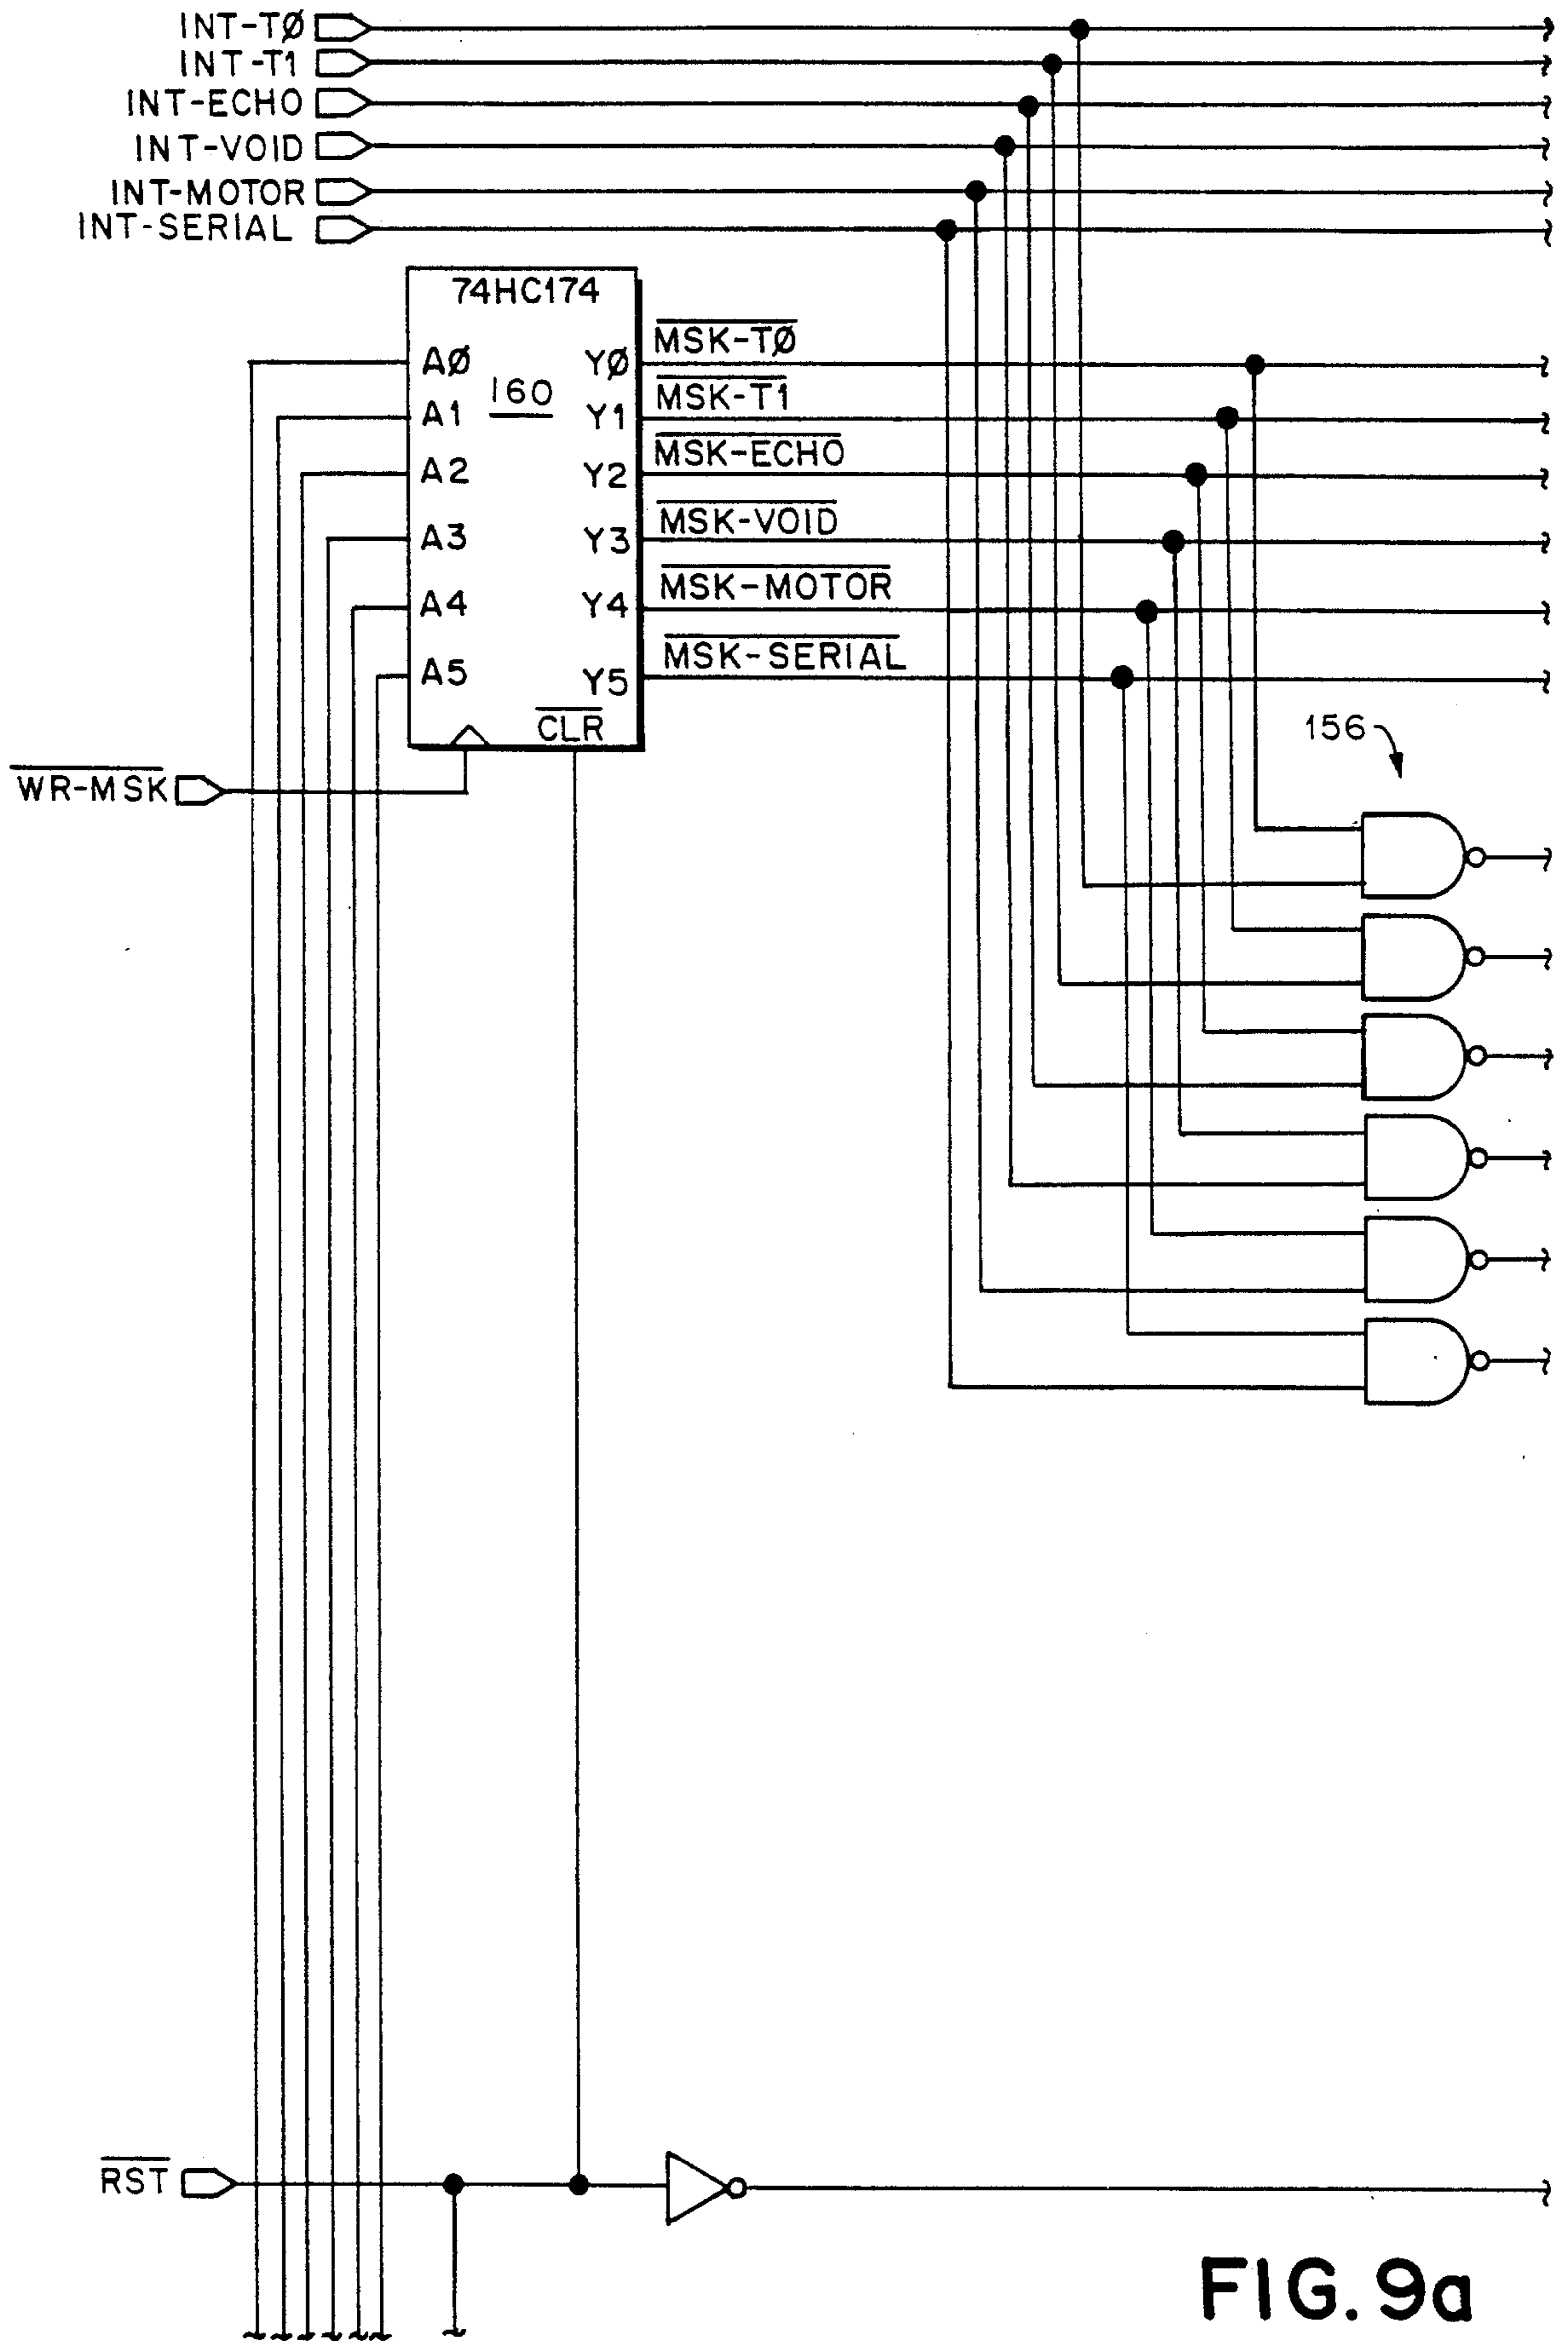 INT-TØ
INT-T1
INT-ECHO
INT-VOID
INT-MOTOR
INT-SERIAL
74HC174
AØ
160
YØ
MSK-TØ
A1
Y1
MSK-T1
A2
Y2
MSK-ECHO
A3
Y3
MSK-VOID
A4
Y4
MSK-MOTOR
A5
Y5
MSK-SERIAL
CLR
WR-MSK
156
RST
FIG. 9a